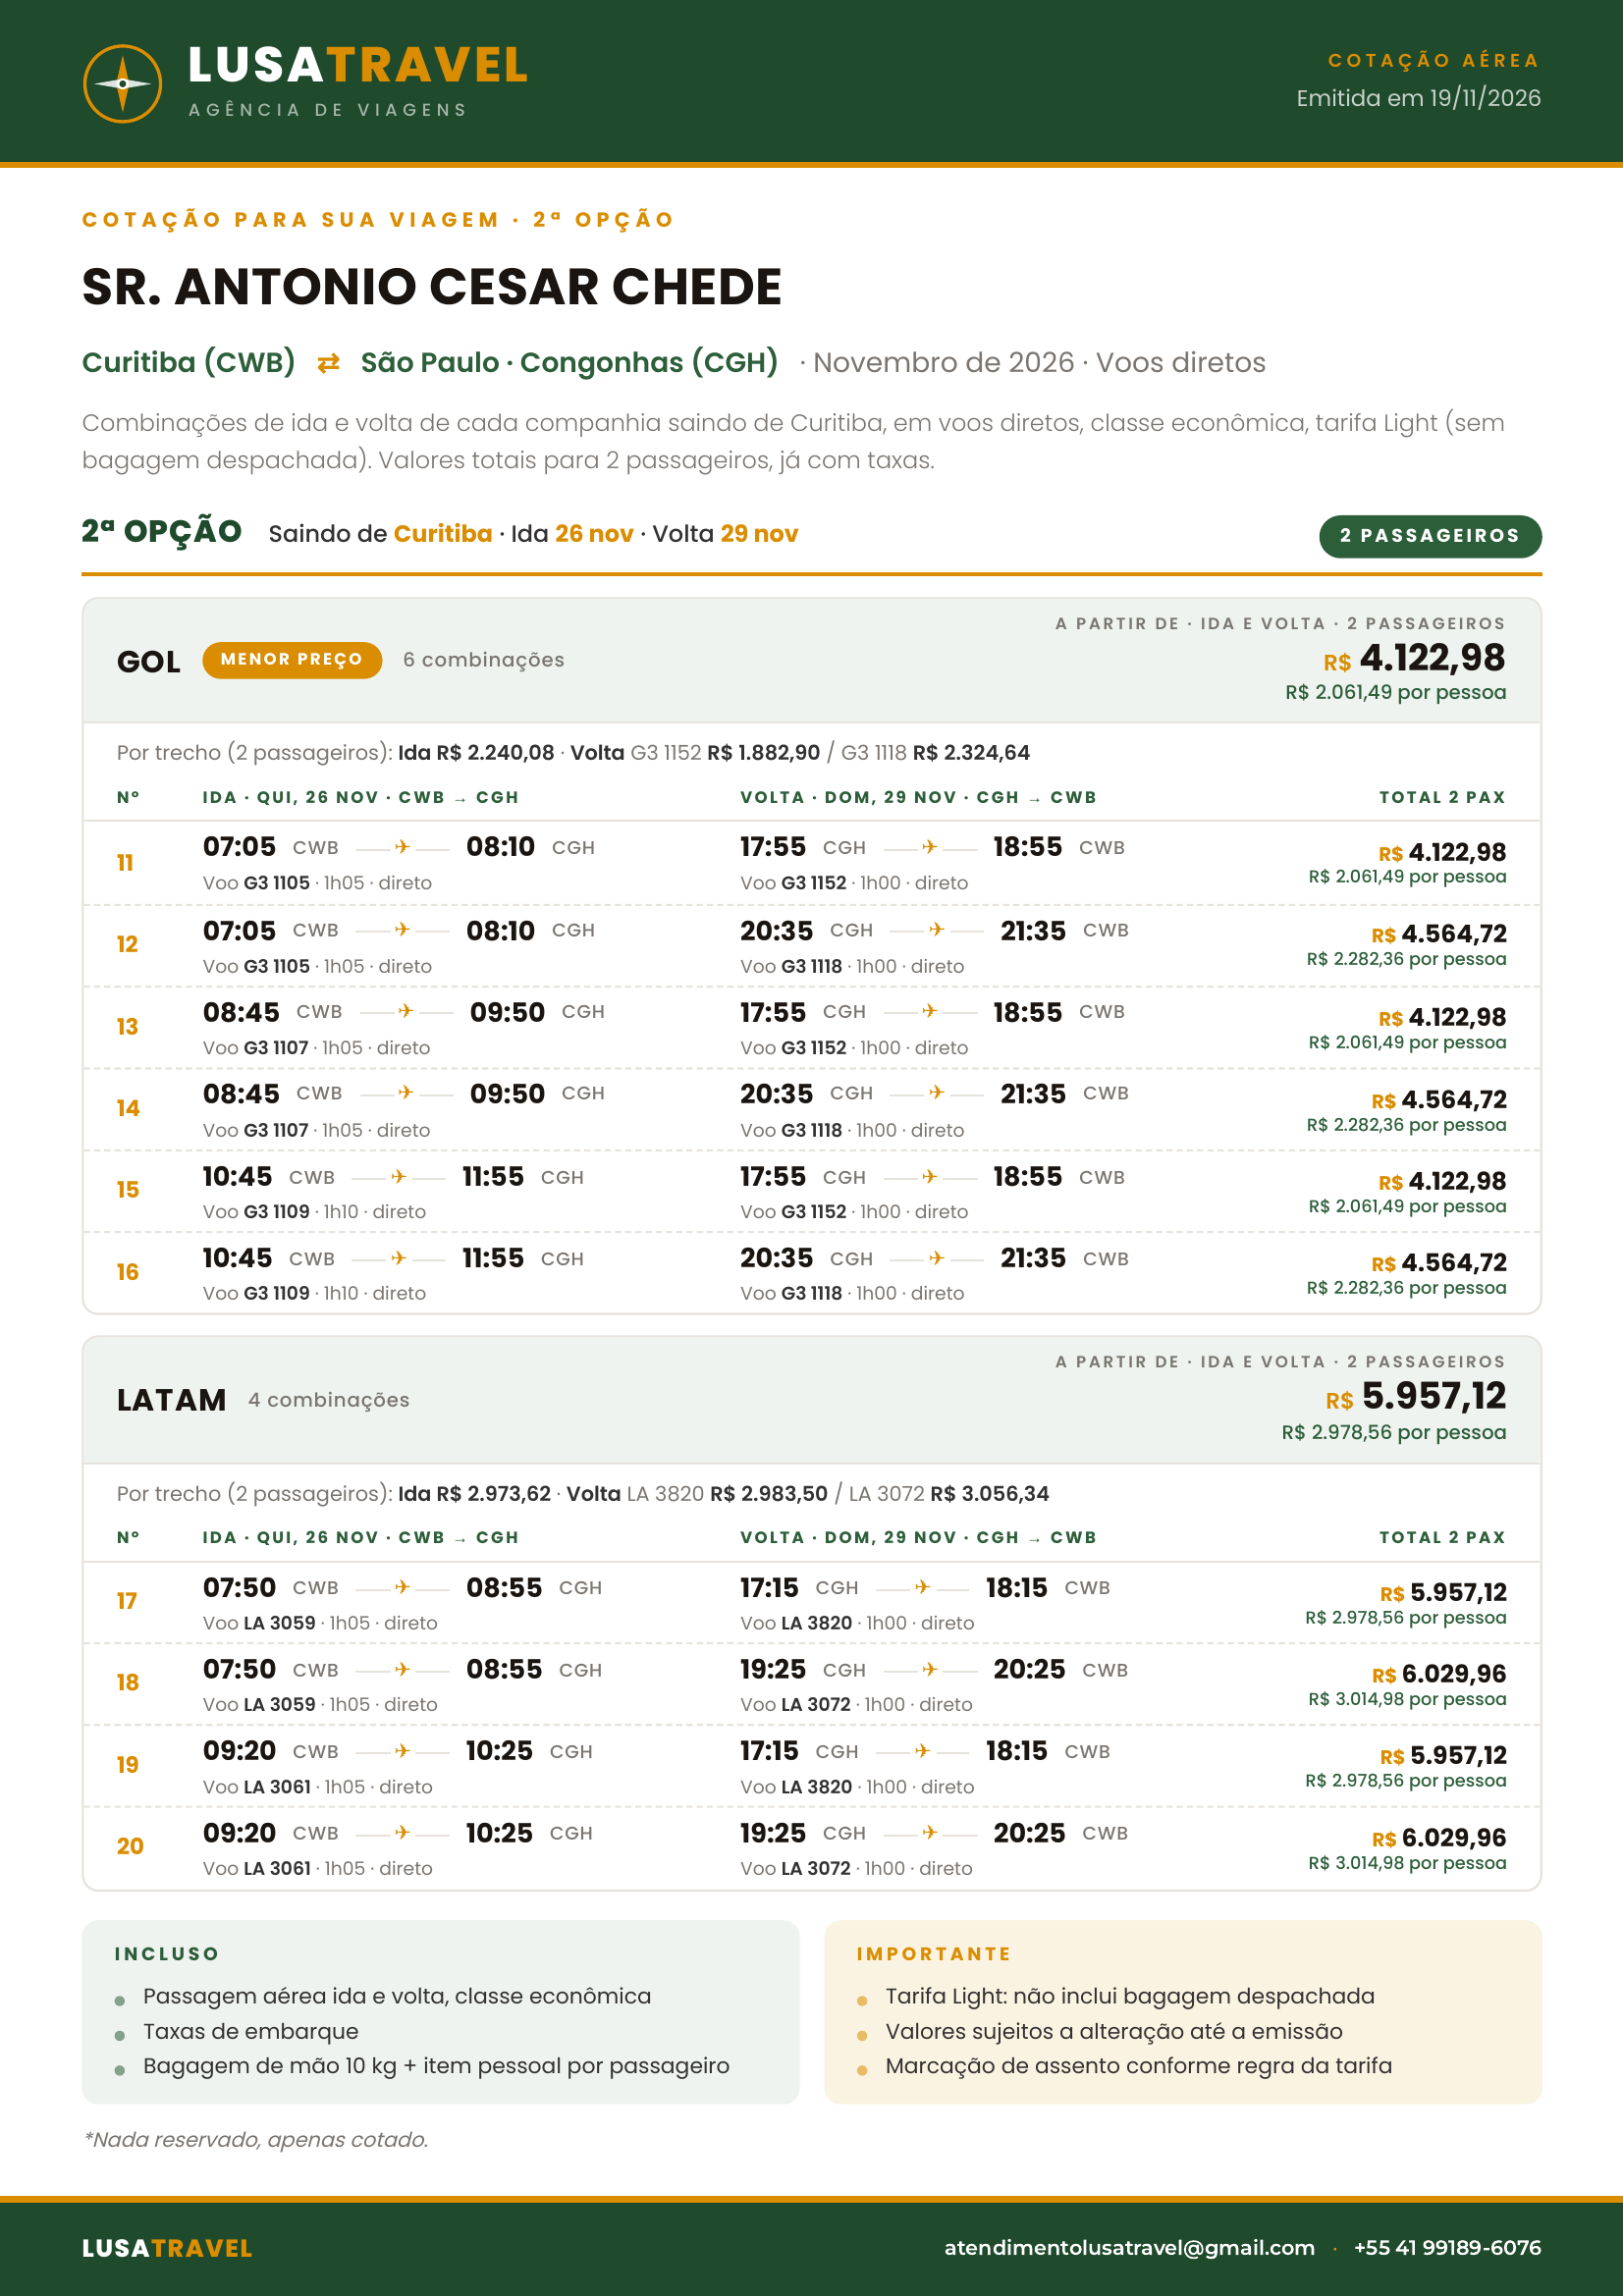 LUSATRAVEL
AGÊNCIA DE VIAGENS
COTAÇÃO AÉREA
Emitida em 19/11/2026
COTAÇÃO PARA SUA VIAGEM · 2ª OPÇÃO
SR. ANTONIO CESAR CHEDE
Curitiba (CWB) ⇄ São Paulo · Congonhas (CGH) · Novembro de 2026 · Voos diretos
Combinações de ida e volta de cada companhia saindo de Curitiba, em voos diretos, classe econômica, tarifa Light (sem
bagagem despachada). Valores totais para 2 passageiros, já com taxas.
2ª OPÇÃO Saindo de Curitiba · Ida 26 nov · Volta 29 nov
2 PASSAGEIROS
GOL MENOR PREÇO 6 combinações
A PARTIR DE · IDA E VOLTA · 2 PASSAGEIROS
R$ 4.122,98
R$ 2.061,49 por pessoa
Por trecho (2 passageiros): Ida R$ 2.240,08 · Volta G3 1152 R$ 1.882,90 / G3 1118 R$ 2.324,64
Nº IDA · QUI, 26 NOV · CWB → CGH VOLTA · DOM, 29 NOV · CGH → CWB TOTAL 2 PAX
11 07:05 CWB ✈ 08:10 CGH 17:55 CGH ✈ 18:55 CWB R$ 4.122,98
Voo G3 1105 · 1h05 · direto Voo G3 1152 · 1h00 · direto R$ 2.061,49 por pessoa
12 07:05 CWB ✈ 08:10 CGH 20:35 CGH ✈ 21:35 CWB R$ 4.564,72
Voo G3 1105 · 1h05 · direto Voo G3 1118 · 1h00 · direto R$ 2.282,36 por pessoa
13 08:45 CWB ✈ 09:50 CGH 17:55 CGH ✈ 18:55 CWB R$ 4.122,98
Voo G3 1107 · 1h05 · direto Voo G3 1152 · 1h00 · direto R$ 2.061,49 por pessoa
14 08:45 CWB ✈ 09:50 CGH 20:35 CGH ✈ 21:35 CWB R$ 4.564,72
Voo G3 1107 · 1h05 · direto Voo G3 1118 · 1h00 · direto R$ 2.282,36 por pessoa
15 10:45 CWB ✈ 11:55 CGH 17:55 CGH ✈ 18:55 CWB R$ 4.122,98
Voo G3 1109 · 1h10 · direto Voo G3 1152 · 1h00 · direto R$ 2.061,49 por pessoa
16 10:45 CWB ✈ 11:55 CGH 20:35 CGH ✈ 21:35 CWB R$ 4.564,72
Voo G3 1109 · 1h10 · direto Voo G3 1118 · 1h00 · direto R$ 2.282,36 por pessoa
LATAM 4 combinações
A PARTIR DE · IDA E VOLTA · 2 PASSAGEIROS
R$ 5.957,12
R$ 2.978,56 por pessoa
Por trecho (2 passageiros): Ida R$ 2.973,62 · Volta LA 3820 R$ 2.983,50 / LA 3072 R$ 3.056,34
Nº IDA · QUI, 26 NOV · CWB → CGH VOLTA · DOM, 29 NOV · CGH → CWB TOTAL 2 PAX
17 07:50 CWB ✈ 08:55 CGH 17:15 CGH ✈ 18:15 CWB R$ 5.957,12
Voo LA 3059 · 1h05 · direto Voo LA 3820 · 1h00 · direto R$ 2.978,56 por pessoa
18 07:50 CWB ✈ 08:55 CGH 19:25 CGH ✈ 20:25 CWB R$ 6.029,96
Voo LA 3059 · 1h05 · direto Voo LA 3072 · 1h00 · direto R$ 3.014,98 por pessoa
19 09:20 CWB ✈ 10:25 CGH 17:15 CGH ✈ 18:15 CWB R$ 5.957,12
Voo LA 3061 · 1h05 · direto Voo LA 3820 · 1h00 · direto R$ 2.978,56 por pessoa
20 09:20 CWB ✈ 10:25 CGH 19:25 CGH ✈ 20:25 CWB R$ 6.029,96
Voo LA 3061 · 1h05 · direto Voo LA 3072 · 1h00 · direto R$ 3.014,98 por pessoa
INCLUSO
Passagem aérea ida e volta, classe econômica
Taxas de embarque
Bagagem de mão 10 kg + item pessoal por passageiro
IMPORTANTE
Tarifa Light: não inclui bagagem despachada
Valores sujeitos a alteração até a emissão
Marcação de assento conforme regra da tarifa
*Nada reservado, apenas cotado.
LUSATRAVEL
atendimentolusatravel@gmail.com · +55 41 99189-6076